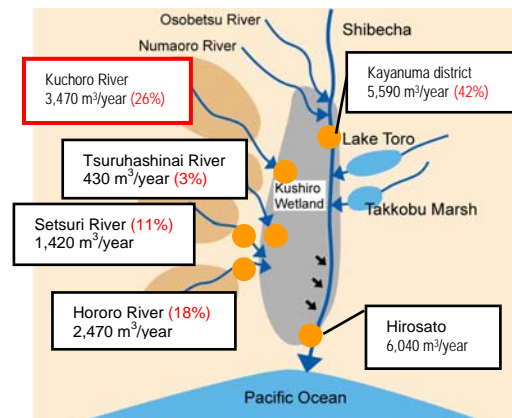 Osobetsu River
Numaoro River
Shibecha
Kuchoro River
3,470 m³/year (26%)
Kayanuma district
5,590 m³/year (42%)
Lake Toro
Tsuruhashinai River
430 m³/year (3%)
Kushiro
Wetland
Takkobu Marsh
Setsuri River (11%)
1,420 m³/year
Hororo River (18%)
2,470 m³/year
Hirosato
6,040 m³/year
Pacific Ocean